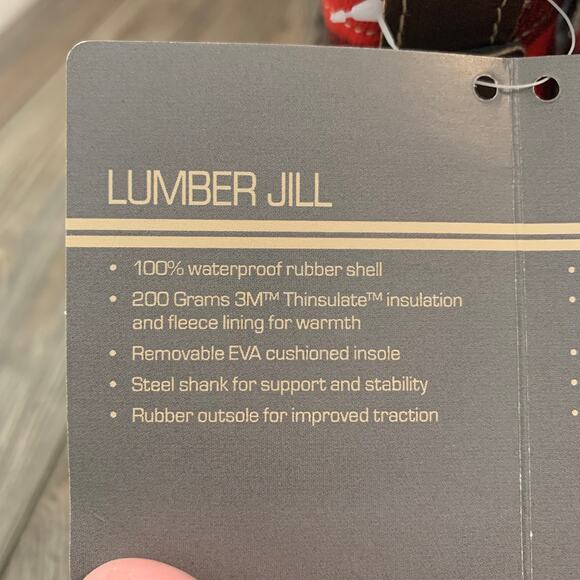 LUMBER JILL
• 100% waterproof rubber shell
• 200 Grams 3M™ Thinsulate™ insulation
and fleece lining for warmth
• Removable EVA cushioned insole
• Steel shank for support and stability
• Rubber outsole for improved traction